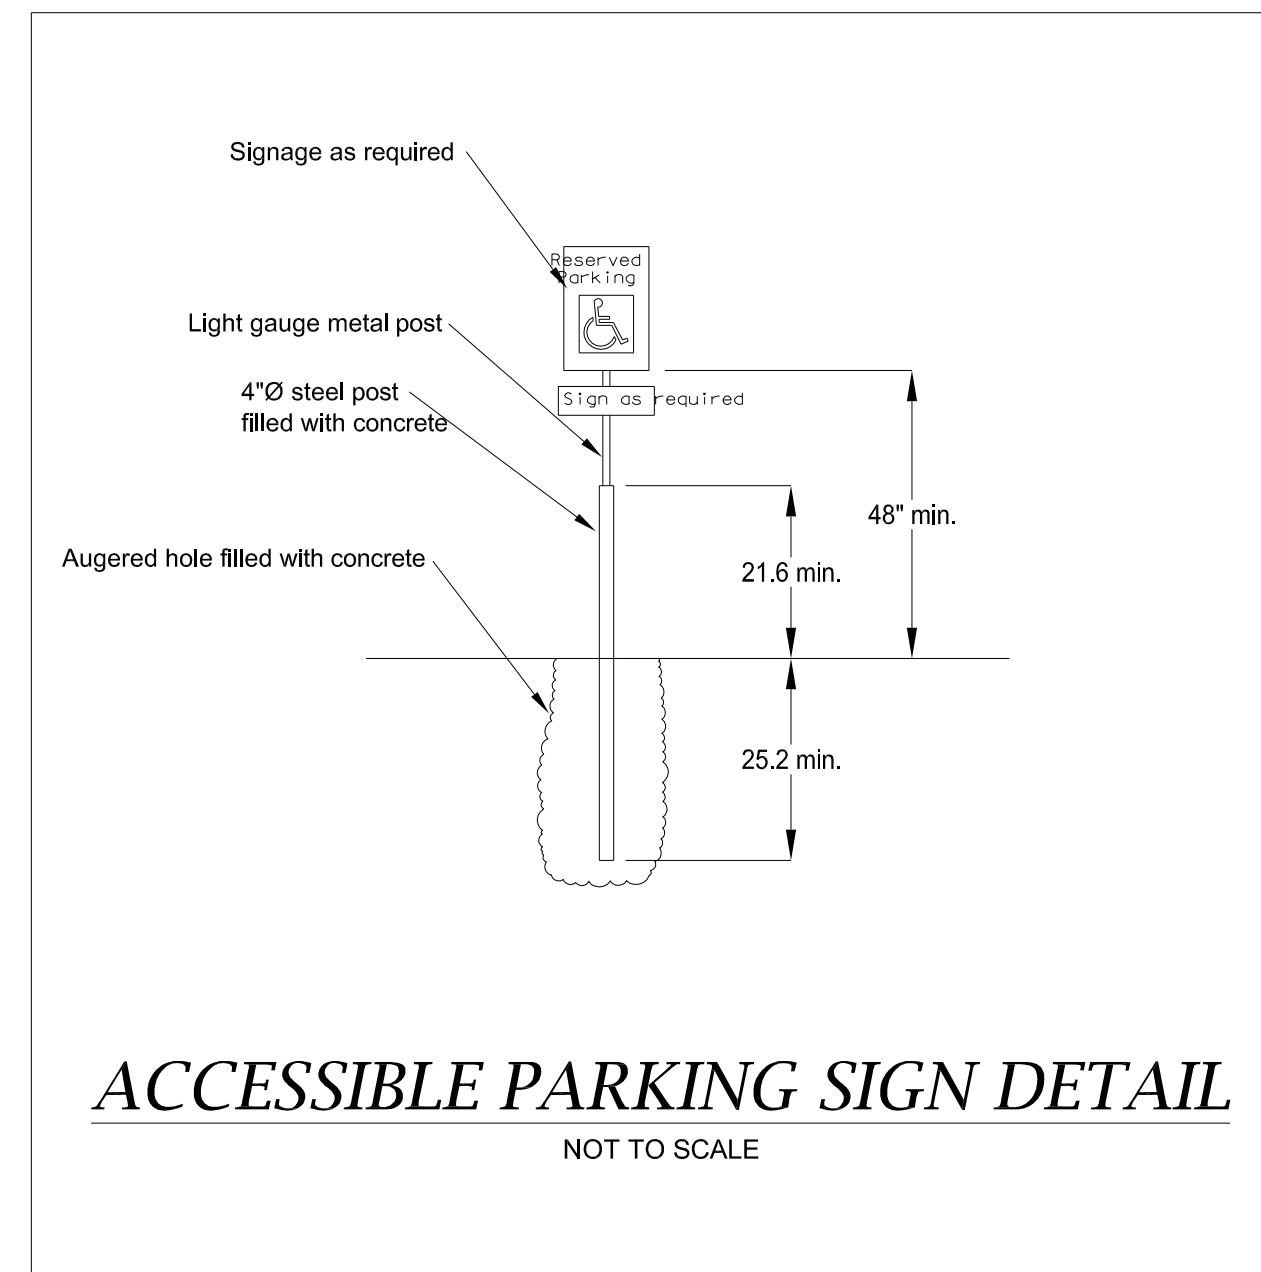 Signage as required
Reserved
Parking
Light gauge metal post
4"Ø steel post
filled with concrete
Sign as required
48" min.
Augered hole filled with concrete
21.6 min.
25.2 min.
ACCESSIBLE PARKING SIGN DETAIL
NOT TO SCALE